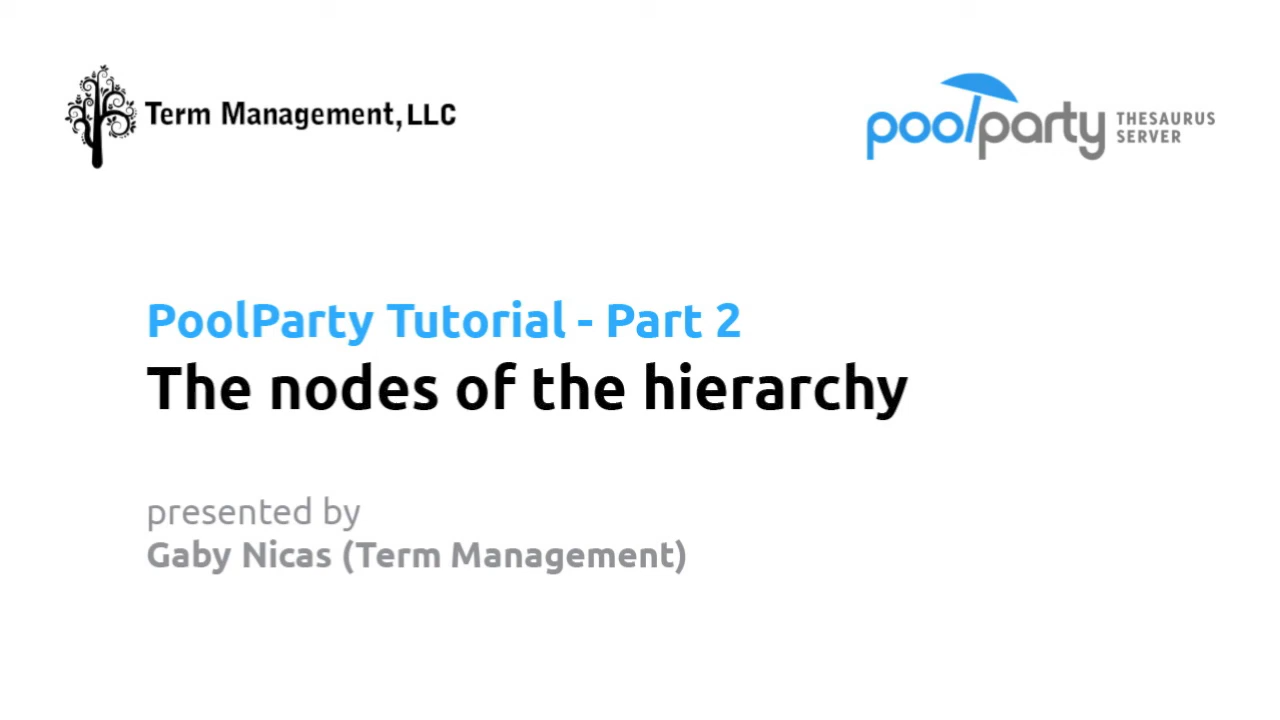 Term Management, LLC
poolparty THESAURUS
SERVER
PoolParty Tutorial - Part 2
The nodes of the hierarchy
presented by
Gaby Nicas (Term Management)